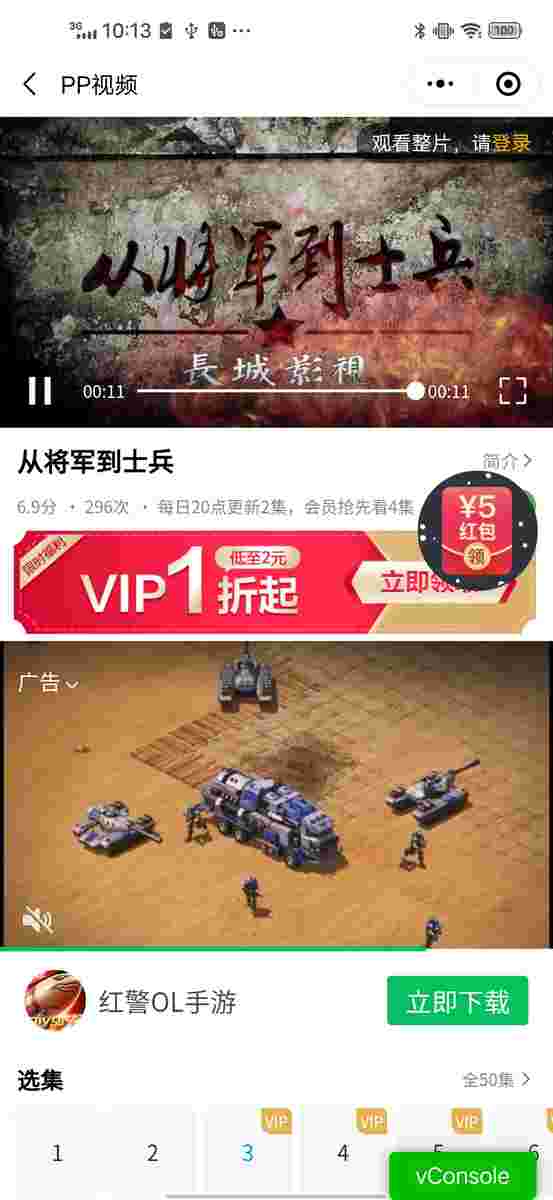 3G 10:13 ··· 100
PP视频
观看整片，请登录
从将軍到士兵
長城影視
00:11 00:11
从将军到士兵
简介
6.9分 · 296次 · 每日20点更新2集，会员抢先看4集
¥5
红包
领
限时福利
VIP1折起
低至2元
立即领
广告
红警OL手游
立即下载
选集
全50集
VIP VIP VIP
1 2 3 4 5 6
vConsole